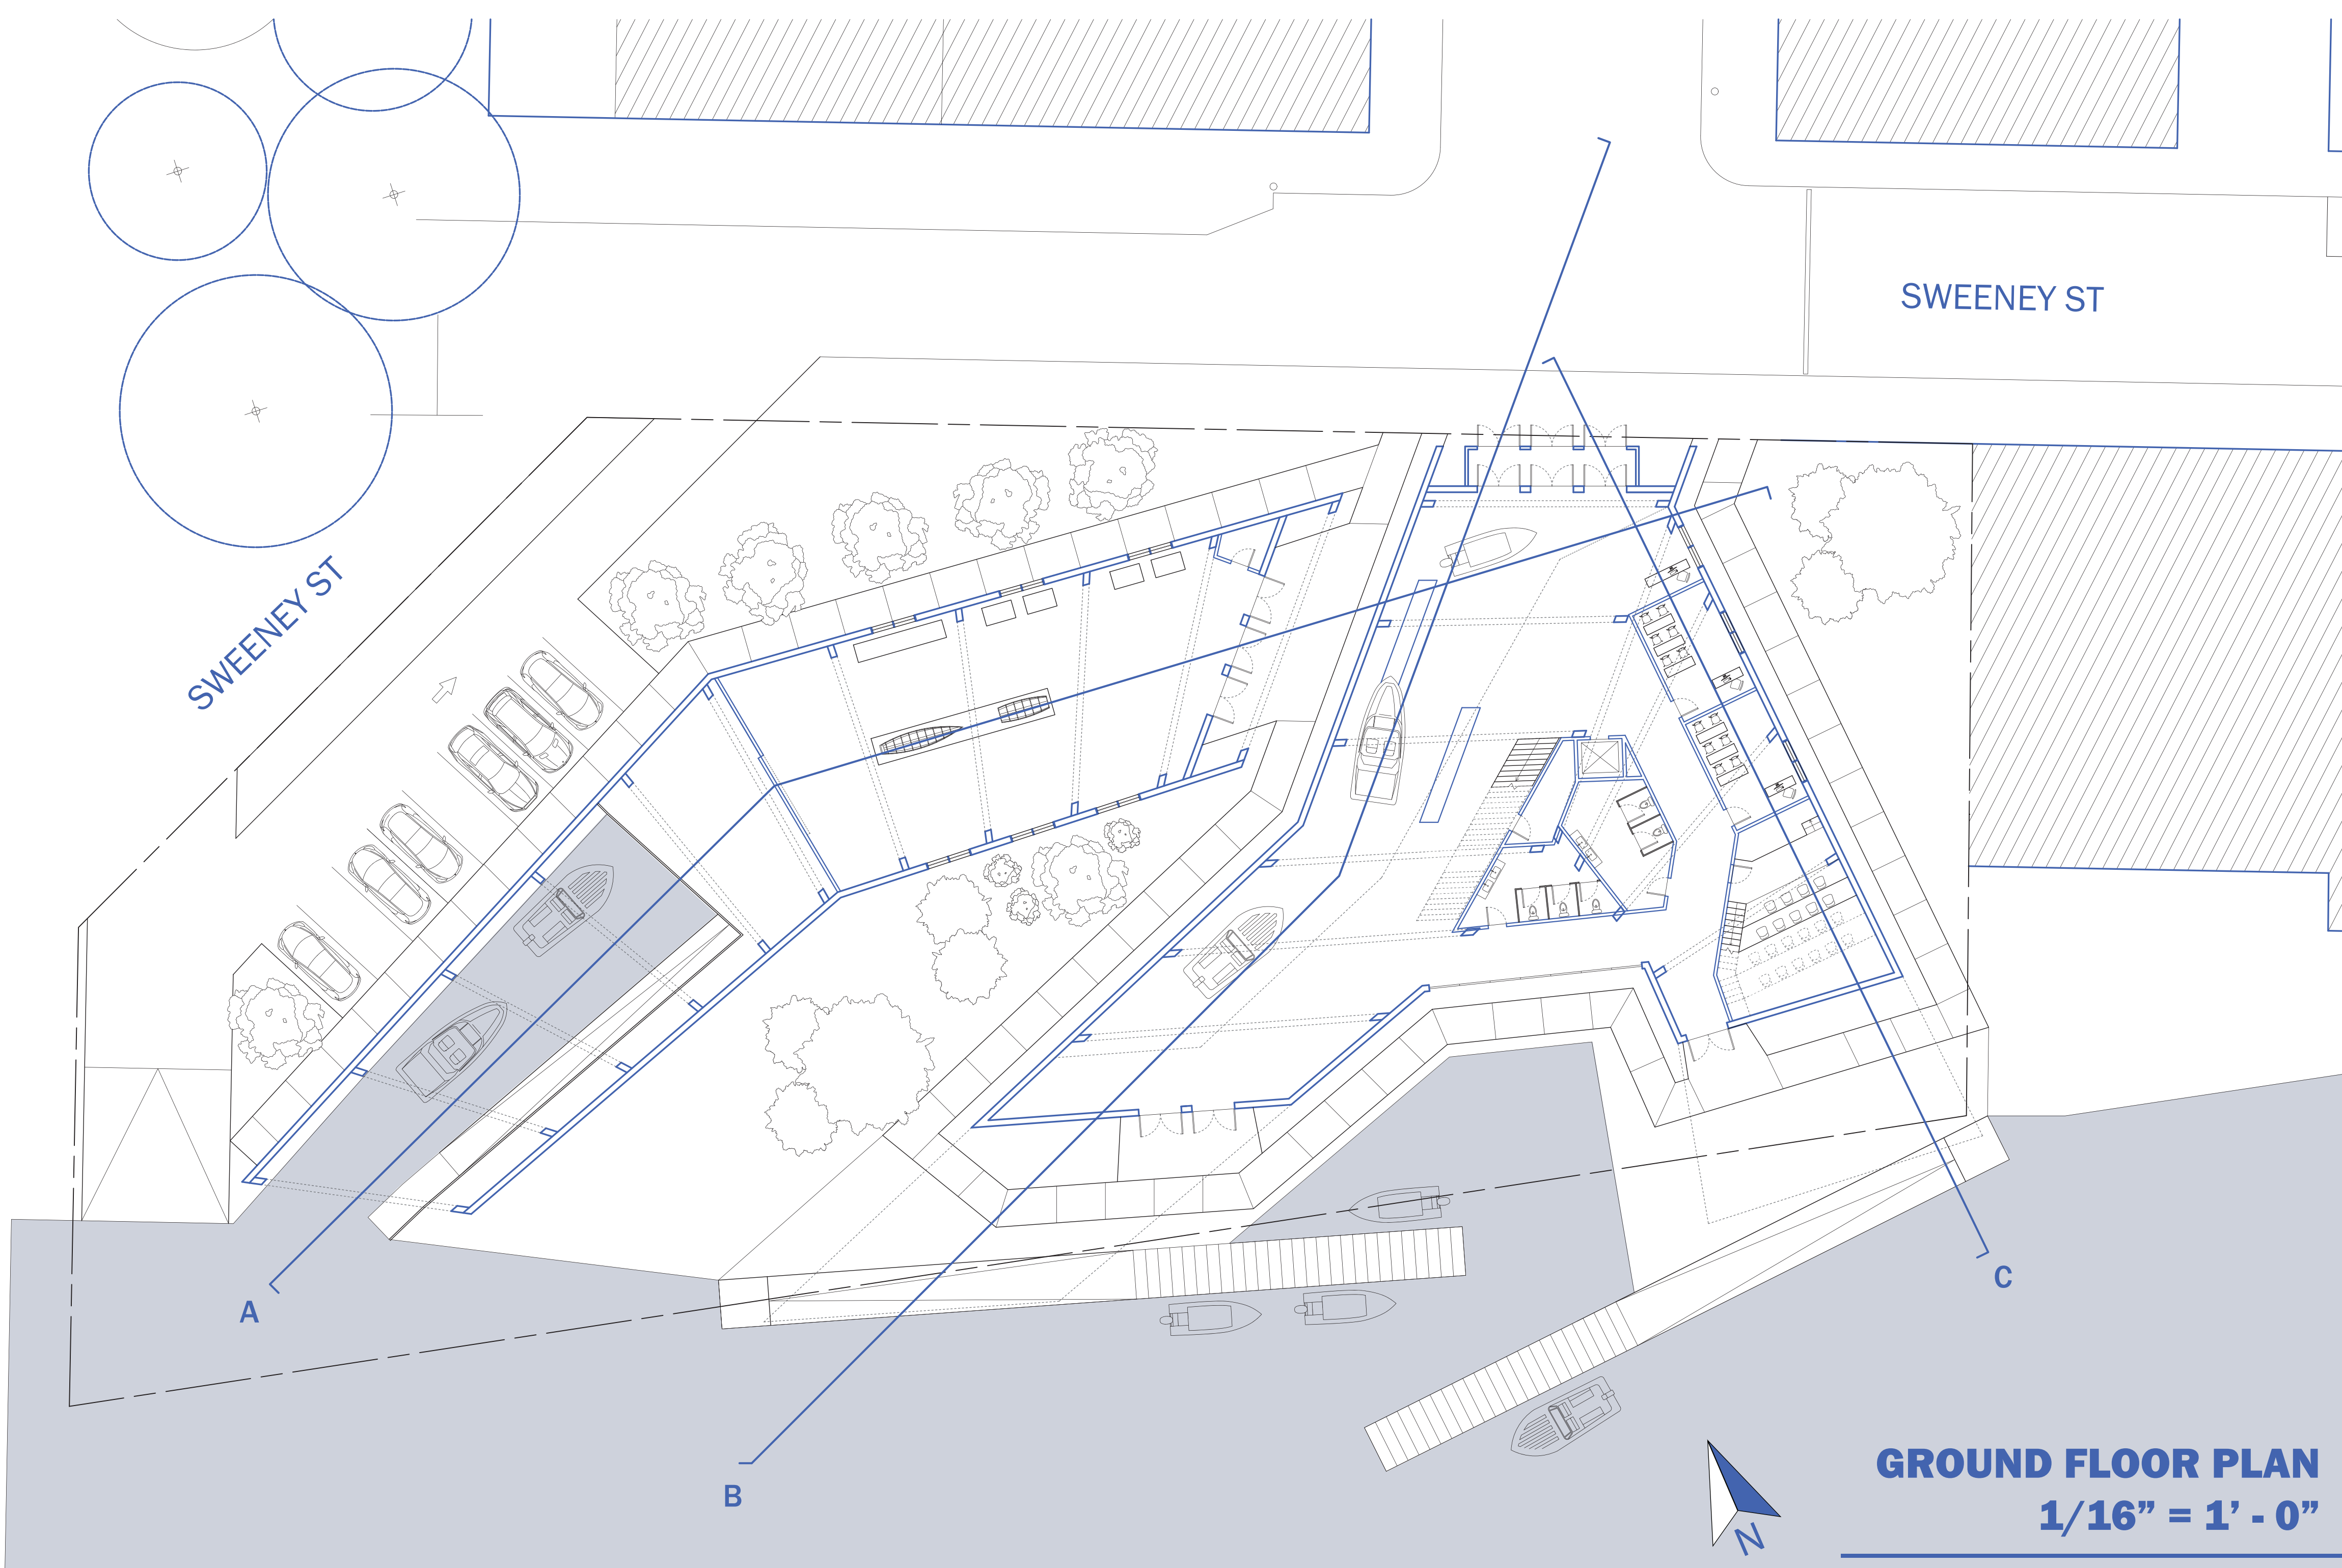 SWEENEY ST
SWEENEY ST
A
C
B
GROUND FLOOR PLAN
1/16” = 1’ - 0”
N